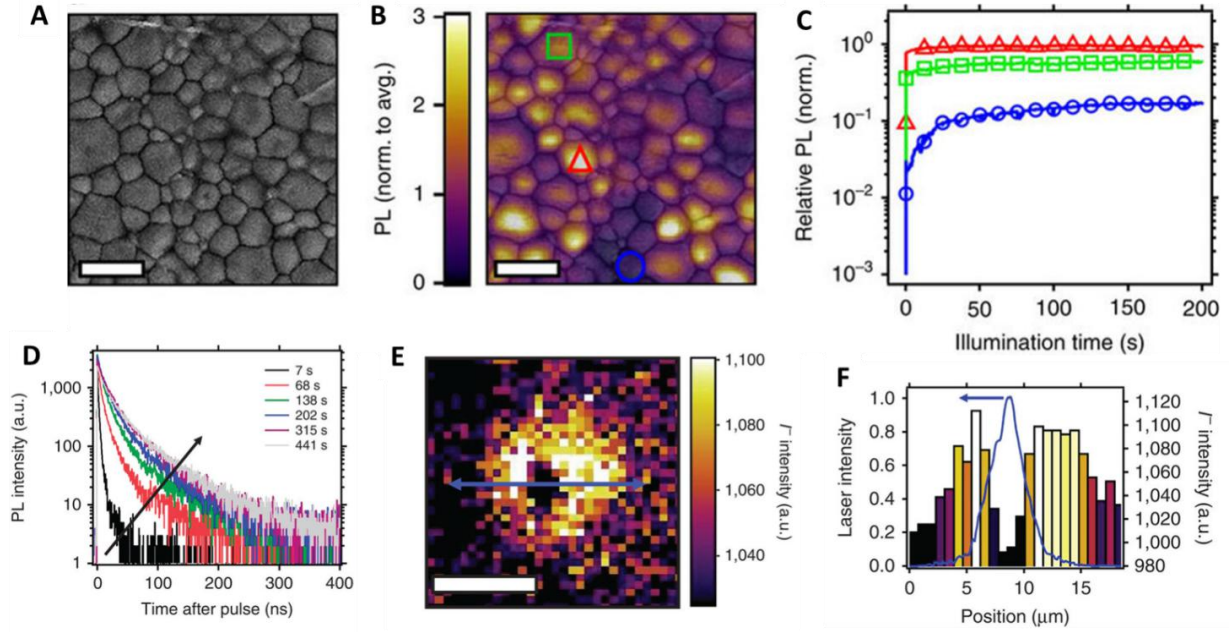 A
B
PL (norm. to avg.)
3
2
1
0
C
Relative PL (norm.)
10⁰
10⁻¹
10⁻²
10⁻³
0
50
100
150
200
Illumination time (s)
D
PL intensity (a.u.)
1,000
100
10
1
7 s
68 s
138 s
202 s
315 s
441 s
0
100
200
300
400
Time after pulse (ns)
E
1,100
1,080
1,060
1,040
I⁻ intensity (a.u.)
F
Laser intensity
1.0
0.8
0.6
0.4
0.2
0
0
5
10
15
Position (μm)
1,120
1,100
1,080
1,060
1,040
1,020
1,000
980
I⁻ intensity (a.u.)